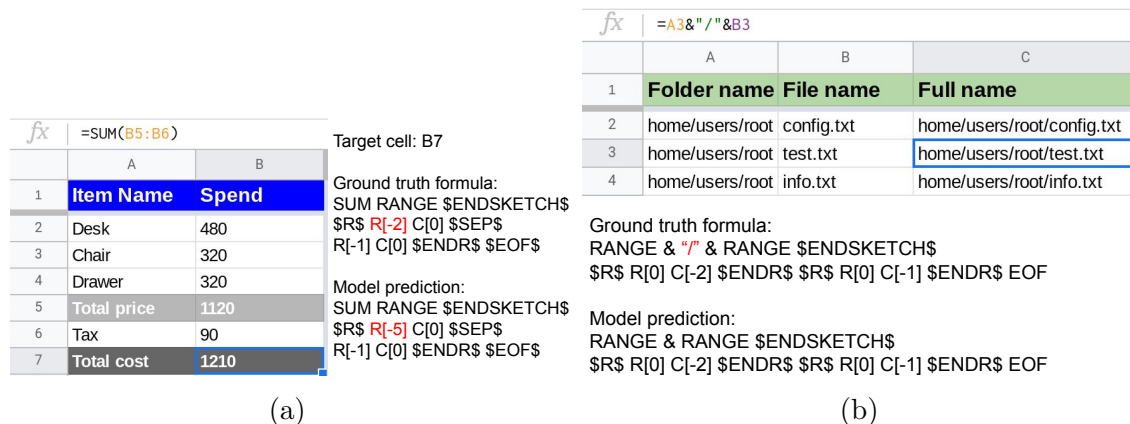 fx =SUM(B5:B6)
A B
1 Item Name Spend
2 Desk 480
3 Chair 320
4 Drawer 320
5 Total price 1120
6 Tax 90
7 Total cost 1210
Target cell: B7
Ground truth formula:
SUM RANGE $ENDSKETCH$
$R$ R[-2] C[0] $SEP$
R[-1] C[0] $ENDR$ $EOF$
Model prediction:
SUM RANGE $ENDSKETCH$
$R$ R[-5] C[0] $SEP$
R[-1] C[0] $ENDR$ $EOF$
(a)
fx =A3&"/"&B3
A B C
1 Folder name File name Full name
2 home/users/root config.txt home/users/root/config.txt
3 home/users/root test.txt home/users/root/test.txt
4 home/users/root info.txt home/users/root/info.txt
Ground truth formula:
RANGE & “/” & RANGE $ENDSKETCH$
$R$ R[0] C[-2] $ENDR$ $R$ R[0] C[-1] $ENDR$ EOF
Model prediction:
RANGE & RANGE $ENDSKETCH$
$R$ R[0] C[-2] $ENDR$ $R$ R[0] C[-1] $ENDR$ EOF
(b)